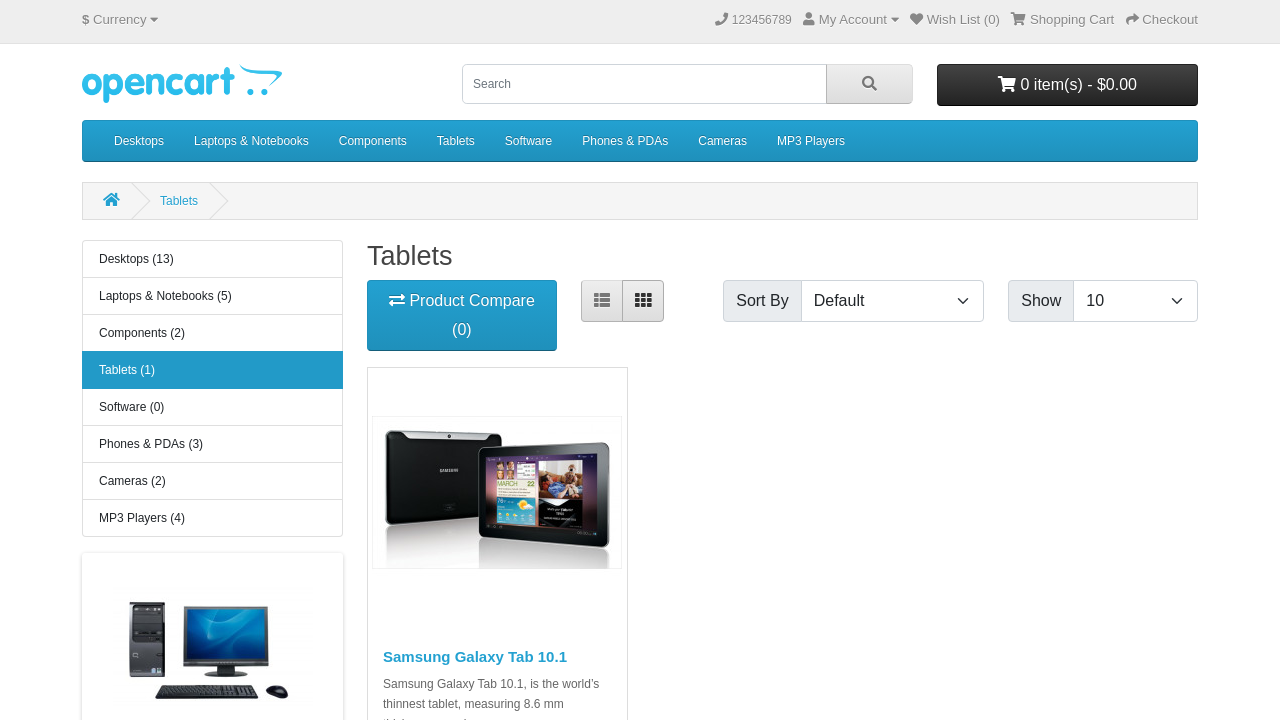 $ Currency
123456789 My Account Wish List (0) Shopping Cart Checkout
opencart
Search
0 item(s) - $0.00
Desktops Laptops & Notebooks Components Tablets Software Phones & PDAs Cameras MP3 Players
Tablets
Desktops (13)
Laptops & Notebooks (5)
Components (2)
Tablets (1)
Software (0)
Phones & PDAs (3)
Cameras (2)
MP3 Players (4)
Tablets
Product Compare
(0)
Sort By Default
Show 10
SAMSUNG
MARCH 22
Samsung Galaxy Tab 10.1
Samsung Galaxy Tab 10.1, is the world’s
thinnest tablet, measuring 8.6 mm